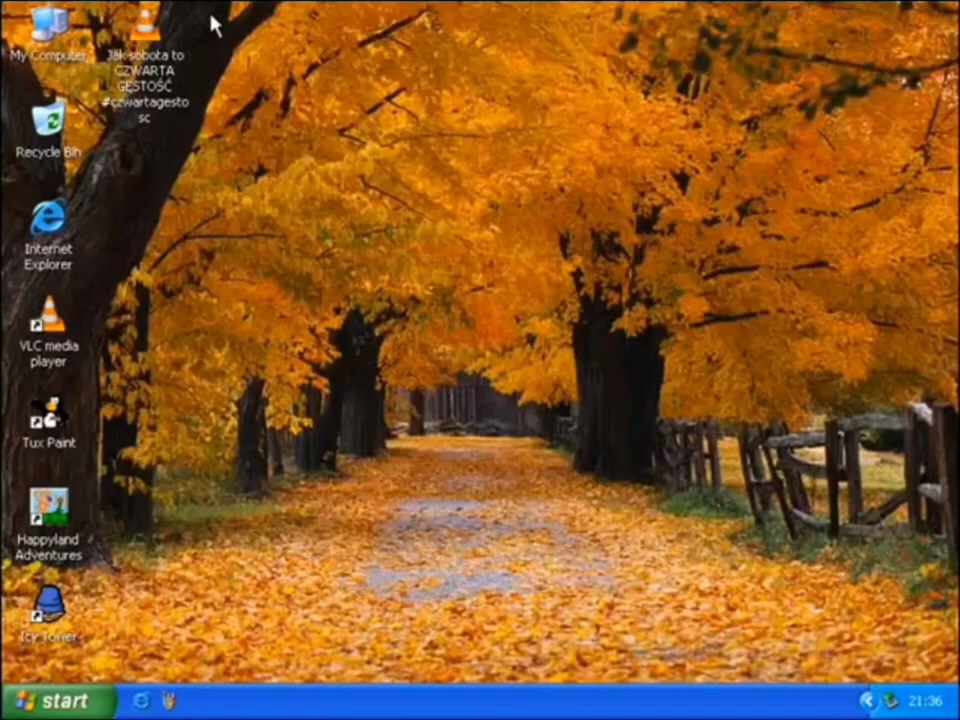 My Computer
Jak sobota to
CZWARTA
GĘSTOŚĆ
#czwartagesto
sc
Recycle Bin
Internet
Explorer
VLC media
player
Tux Paint
Happyland
Adventures
Icy Tower
start
21:36